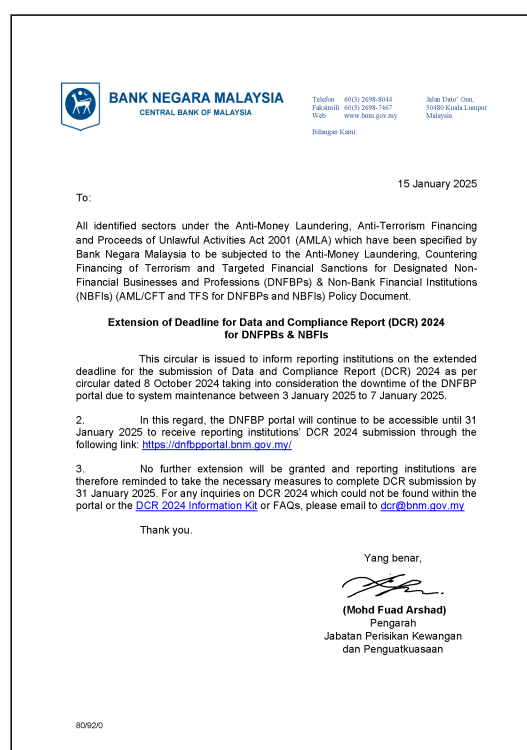 BANK NEGARA MALAYSIA
CENTRAL BANK OF MALAYSIA
Telefon 60(3) 2698-8044
Faksimili 60(3) 2698-7467
Web www.bnm.gov.my
Bilangan Kami:
Jalan Dato' Onn,
50480 Kuala Lumpur
Malaysia
15 January 2025
To:
All identified sectors under the Anti-Money Laundering, Anti-Terrorism Financing
and Proceeds of Unlawful Activities Act 2001 (AMLA) which have been specified by
Bank Negara Malaysia to be subjected to the Anti-Money Laundering, Countering
Financing of Terrorism and Targeted Financial Sanctions for Designated Non-
Financial Businesses and Professions (DNFBPs) & Non-Bank Financial Institutions
(NBFIs) (AML/CFT and TFS for DNFBPs and NBFIs) Policy Document.
Extension of Deadline for Data and Compliance Report (DCR) 2024
for DNFPBs & NBFIs
This circular is issued to inform reporting institutions on the extended
deadline for the submission of Data and Compliance Report (DCR) 2024 as per
circular dated 8 October 2024 taking into consideration the downtime of the DNFBP
portal due to system maintenance between 3 January 2025 to 7 January 2025.
2. In this regard, the DNFBP portal will continue to be accessible until 31
January 2025 to receive reporting institutions' DCR 2024 submission through the
following link: https://dnfbpportal.bnm.gov.my/
3. No further extension will be granted and reporting institutions are
therefore reminded to take the necessary measures to complete DCR submission by
31 January 2025. For any inquiries on DCR 2024 which could not be found within the
portal or the DCR 2024 Information Kit or FAQs, please email to dcr@bnm.gov.my
Thank you.
Yang benar,
(Mohd Fuad Arshad)
Pengarah
Jabatan Perisikan Kewangan
dan Penguatkuasaan
80/92/0